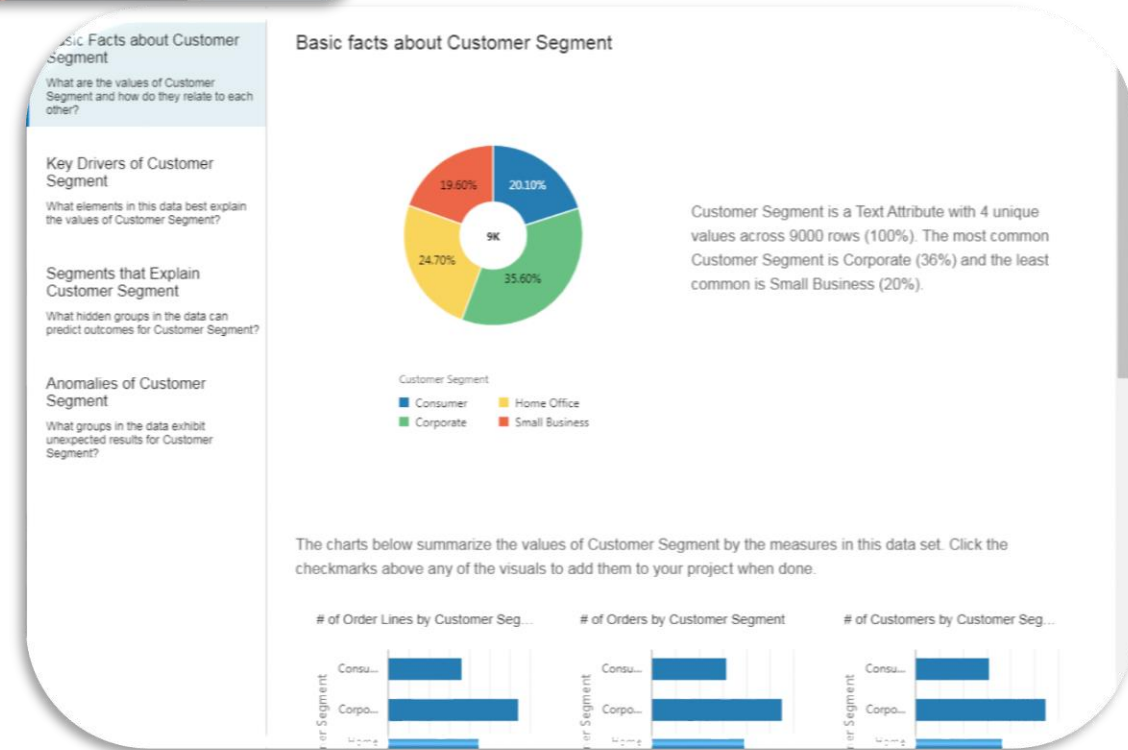 Facts about Customer
Segment
What are the values of Customer
Segment and how do they relate to each
other?
Key Drivers of Customer
Segment
What elements in this data best explain
the values of Customer Segment?
Segments that Explain
Customer Segment
What hidden groups in the data can
predict outcomes for Customer Segment?
Anomalies of Customer
Segment
What groups in the data exhibit
unexpected results for Customer
Segment?
Basic facts about Customer Segment
19.60%
20.10%
9K
24.70%
35.60%
Customer Segment is a Text Attribute with 4 unique
values across 9000 rows (100%). The most common
Customer Segment is Corporate (36%) and the least
common is Small Business (20%).
Customer Segment
Consumer
Home Office
Corporate
Small Business
The charts below summarize the values of Customer Segment by the measures in this data set. Click the
checkmarks above any of the visuals to add them to your project when done.
# of Order Lines by Customer Seg...
Consu...
Corpo...
Segment
# of Orders by Customer Segment
Consu...
Corpo...
Segment
# of Customers by Customer Seg...
Consu...
Corpo...
Segment